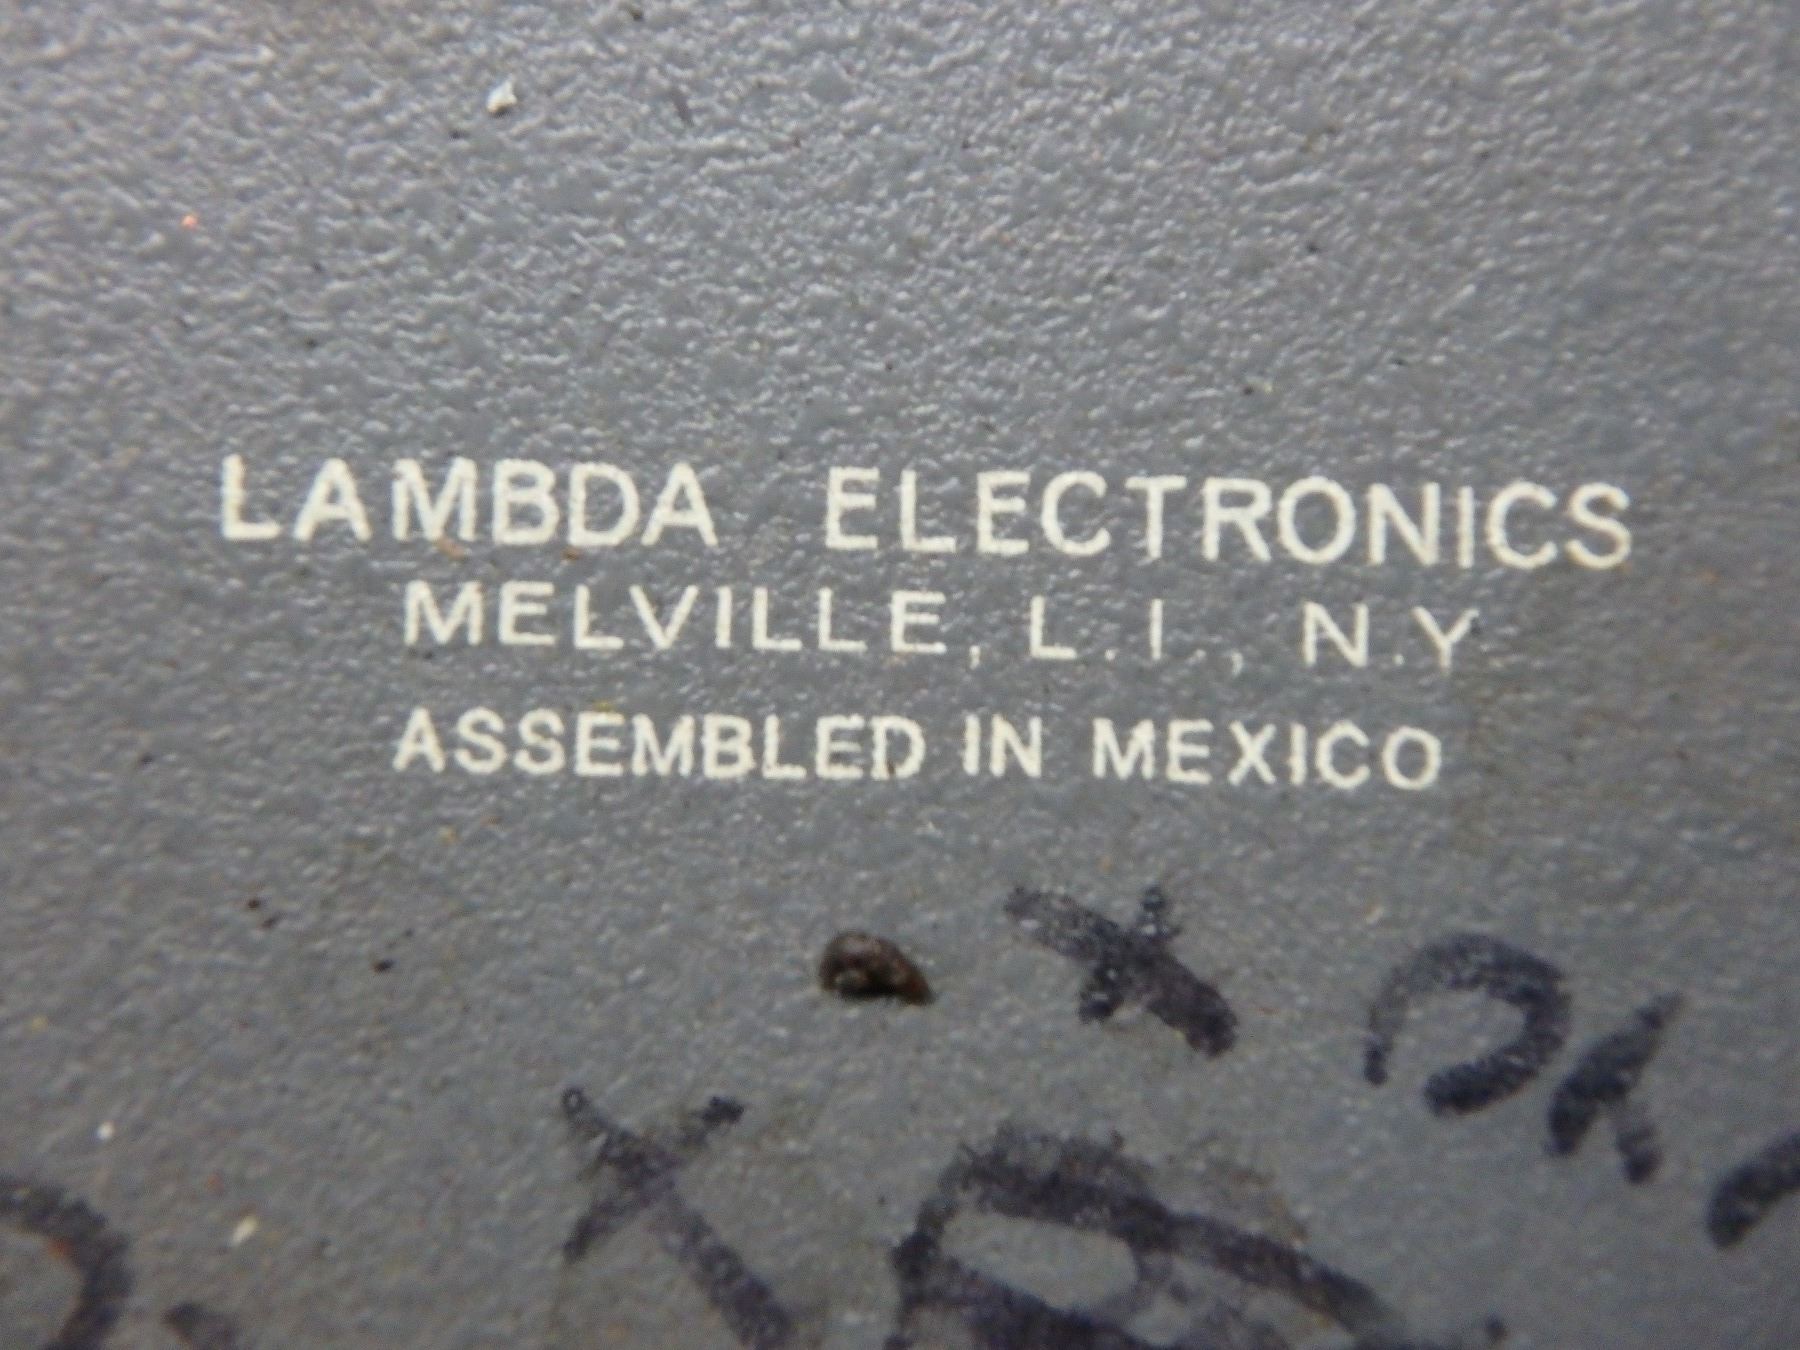 LAMBDA ELECTRONICS
MELVILLE, L.I., N.Y
ASSEMBLED IN MEXICO